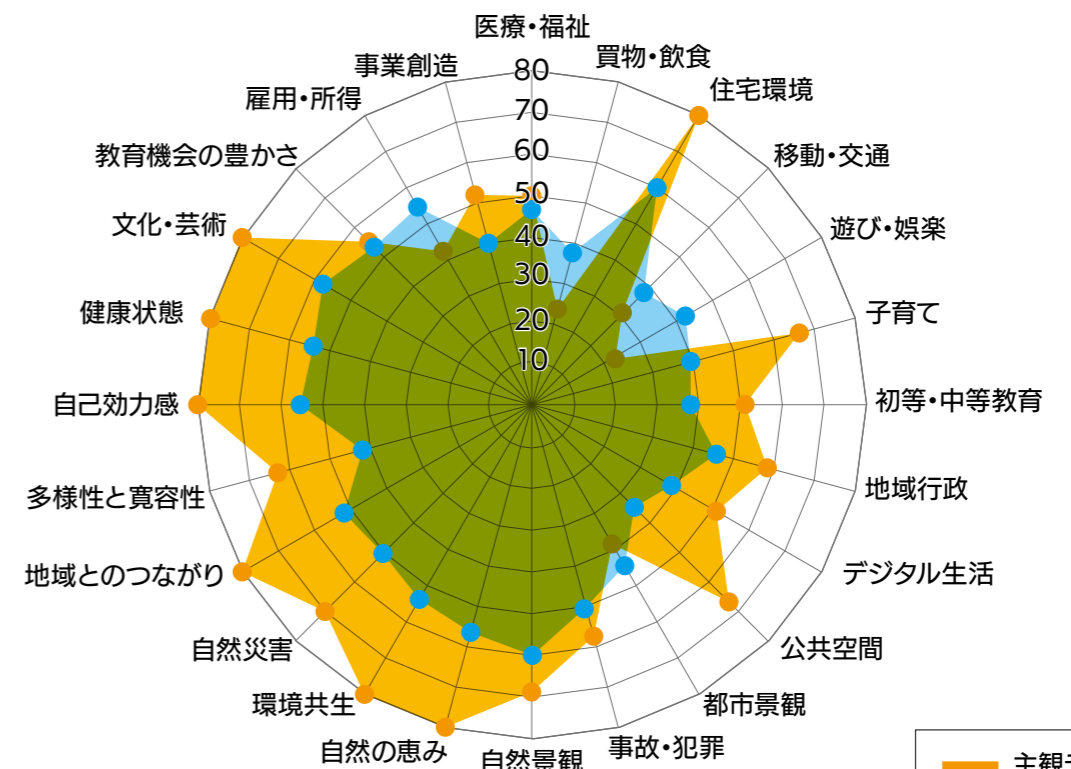 医療・福祉
買物・飲食
住宅環境
移動・交通
遊び・娯楽
子育て
初等・中等教育
地域行政
デジタル生活
公共空間
都市景観
事故・犯罪
自然景観
自然の恵み
環境共生
自然災害
地域とのつながり
多様性と寛容性
自己効力感
健康状態
文化・芸術
教育機会の豊かさ
雇用・所得
事業創造
80
70
60
50
40
30
20
10
主観